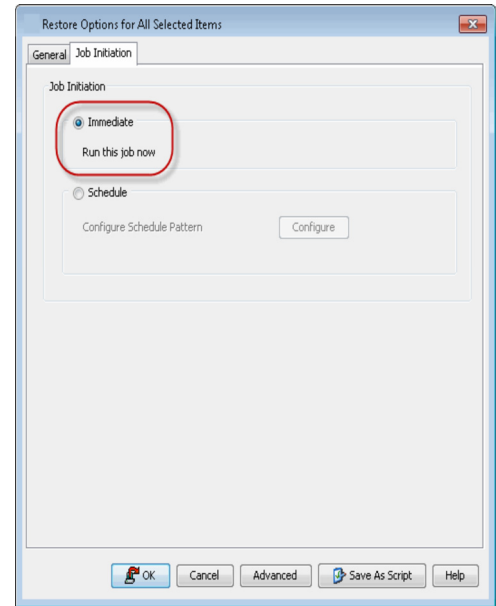 Restore Options for All Selected Items
General Job Initiation
Job Initiation
Immediate
Run this job now
Schedule
Configure Schedule Pattern Configure
OK Cancel Advanced Save As Script Help